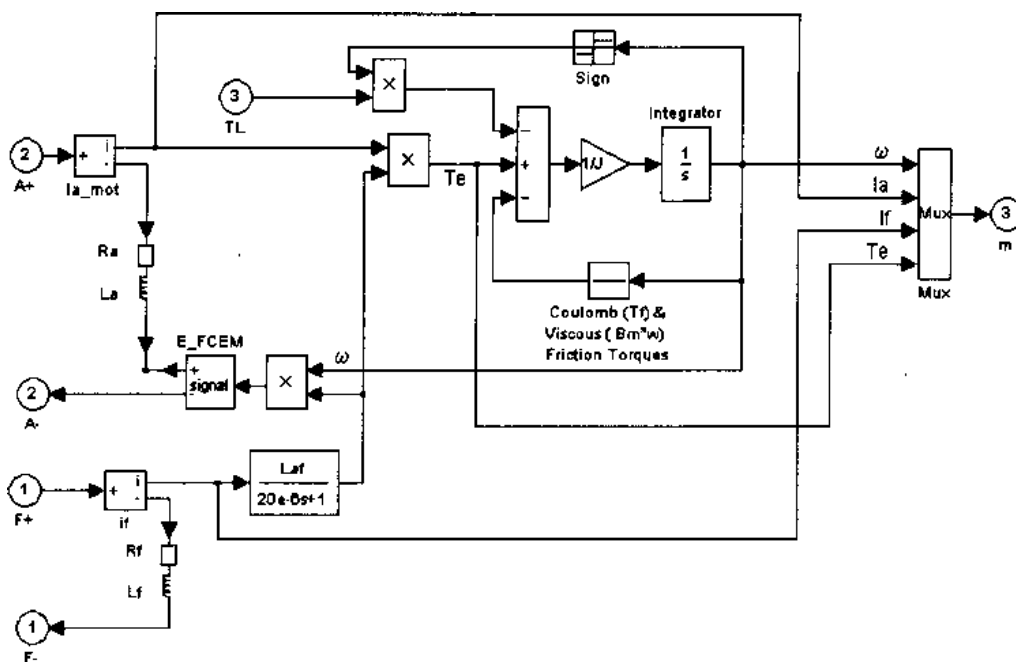 Sign
×
3
TL
Integrator
2
A+
+
i
-
Ia_mot
×
Te
-
+
-
1/J
1
s
ω
Ia
If
Te
Mux
Mux
3
m
Ra
La
Coulomb (Tf) &
Viscous ( Bm*w)
Friction Torques
E_FCEM
+
signal
-
×
ω
2
A-
Laf
20e-6s+1
1
F+
+
i
-
if
Rf
Lf
1
F-